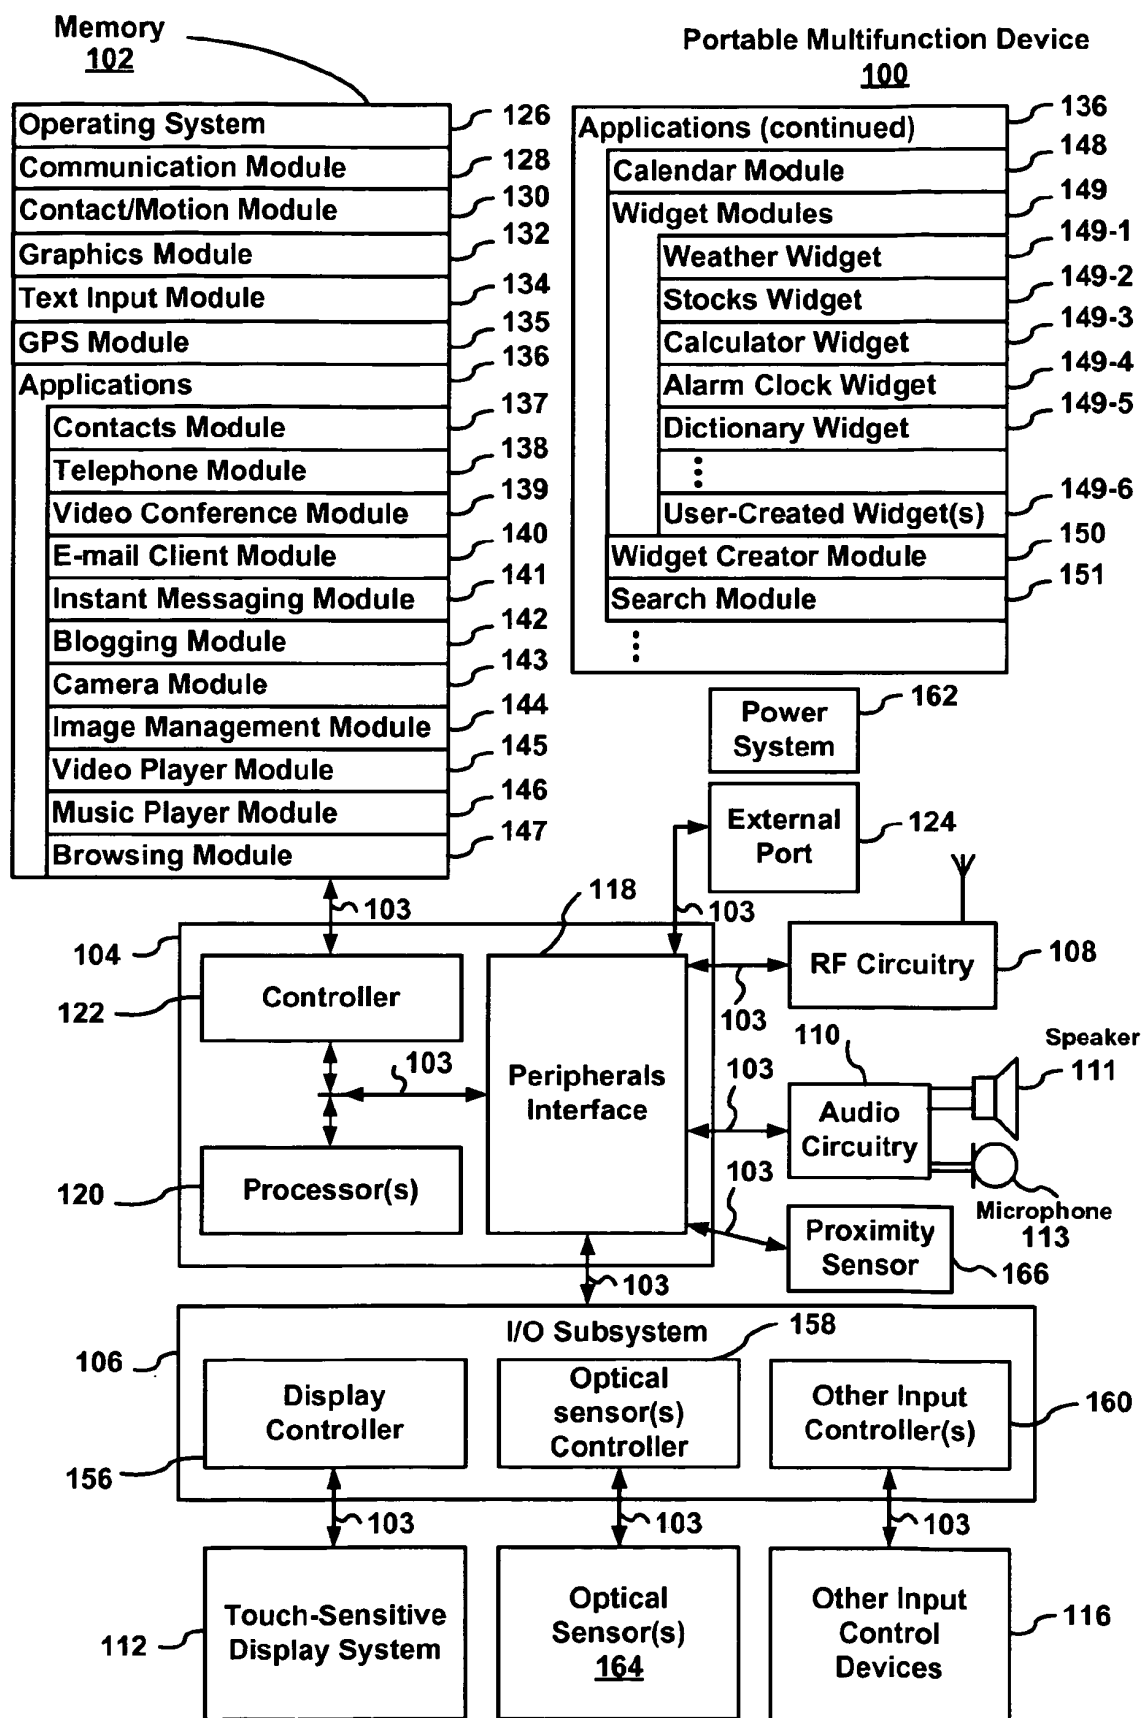 Memory
102
Portable Multifunction Device
100
Operating System 126
Communication Module 128
Contact/Motion Module 130
Graphics Module 132
Text Input Module 134
GPS Module 135
Applications 136
Contacts Module 137
Telephone Module 138
Video Conference Module 139
E-mail Client Module 140
Instant Messaging Module 141
Blogging Module 142
Camera Module 143
Image Management Module 144
Video Player Module 145
Music Player Module 146
Browsing Module 147
Applications (continued) 136
Calendar Module 148
Widget Modules 149
Weather Widget 149-1
Stocks Widget 149-2
Calculator Widget 149-3
Alarm Clock Widget 149-4
Dictionary Widget 149-5
⋮
User-Created Widget(s) 149-6
Widget Creator Module 150
Search Module 151
⋮
Power
System
162
External
Port
124
103
118
103
104
Controller
122
103
Peripherals
Interface
Processor(s)
120
RF Circuitry
108
103
110
Speaker
111
103
Audio
Circuitry
103
Microphone
113
Proximity
Sensor
166
103
I/O Subsystem
158
106
Display
Controller
Optical
sensor(s)
Controller
Other Input
Controller(s)
160
156
103
103
103
Touch-Sensitive
Display System
112
Optical
Sensor(s)
164
Other Input
Control
Devices
116